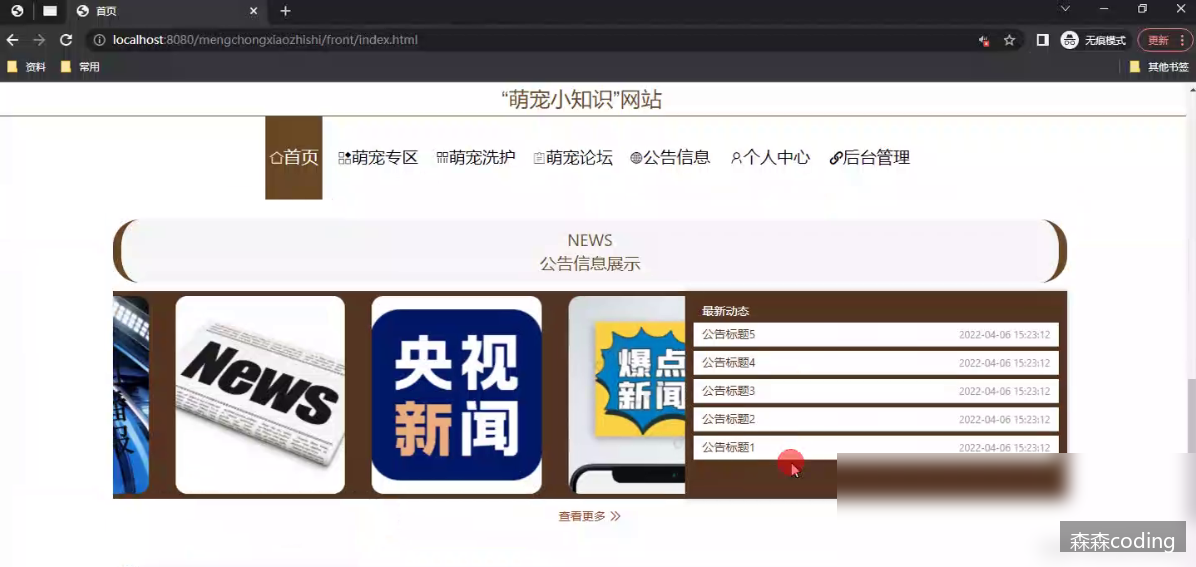 首页
localhost:8080/mengchongxiaozhishi/front/index.html
无痕模式
更新
资料
常用
其他书签
“萌宠小知识”网站
首页
萌宠专区
萌宠洗护
萌宠论坛
公告信息
个人中心
后台管理
NEWS
公告信息展示
News
央视
新闻
爆点
新闻
最新动态
公告标题5 2022-04-06 15:23:12
公告标题4 2022-04-06 15:23:12
公告标题3 2022-04-06 15:23:12
公告标题2 2022-04-06 15:23:12
公告标题1 2022-04-06 15:23:12
查看更多
森森coding